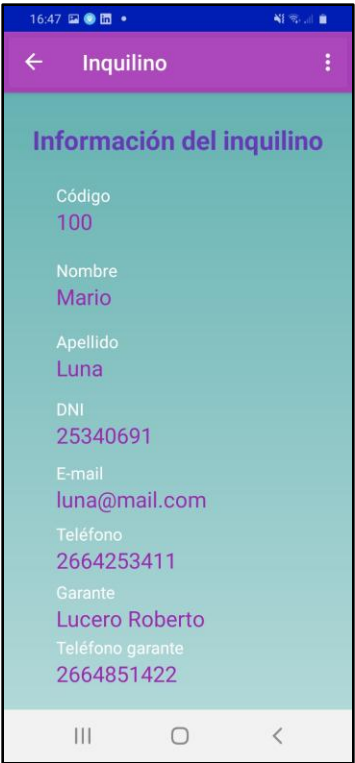 16:47
Inquilino
Información del inquilino
Código
100
Nombre
Mario
Apellido
Luna
DNI
25340691
E-mail
luna@mail.com
Teléfono
2664253411
Garante
Lucero Roberto
Teléfono garante
2664851422